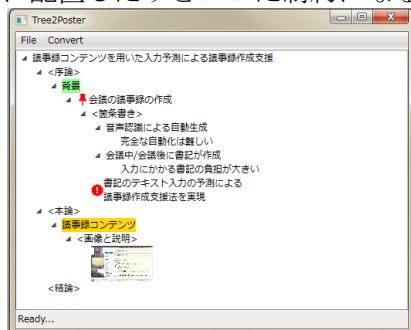 Tree2Poster
File Convert
議事録コンテンツを用いた入力予測による議事録作成支援
<序論>
背景
会議の議事録の作成
<箇条書き>
音声認識による自動生成
完全な自動化は難しい
会議中/会議後に書記が作成
入力にかかる書記の負担が大きい
書記のテキスト入力の予測による
議事録作成支援法を実現
<本論>
議事録コンテンツ
<画像と説明>
<結論>
Ready...